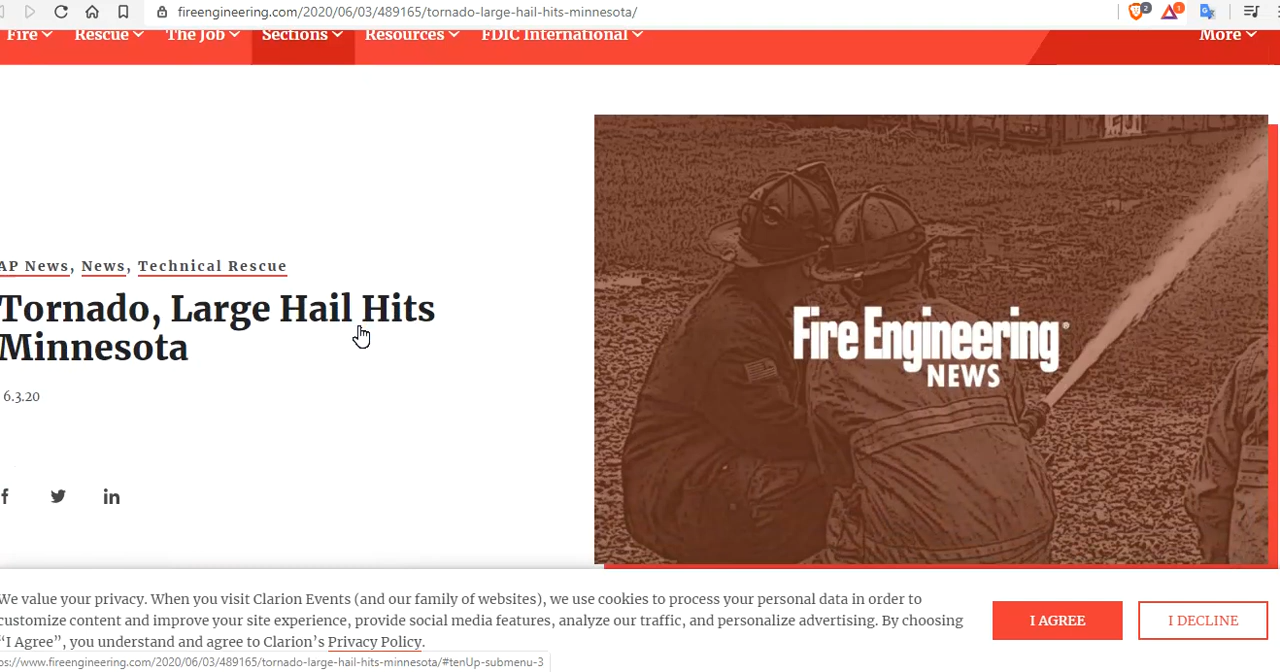 fireengineering.com/2020/06/03/489165/tornado-large-hail-hits-minnesota/
2
1
Fire Rescue The Job Sections Resources FDIC International More
AP News, News, Technical Rescue
Tornado, Large Hail Hits
Minnesota
6.3.20
Fire Engineering®
NEWS
f in
We value your privacy. When you visit Clarion Events (and our family of websites), we use cookies to process your personal data in order to
customize content and improve your site experience, provide social media features, analyze our traffic, and personalize advertising. By choosing
“I Agree”, you understand and agree to Clarion’s Privacy Policy.
I AGREE
I DECLINE
ps://www.fireengineering.com/2020/06/03/489165/tornado-large-hail-hits-minnesota/#tenUp-submenu-3